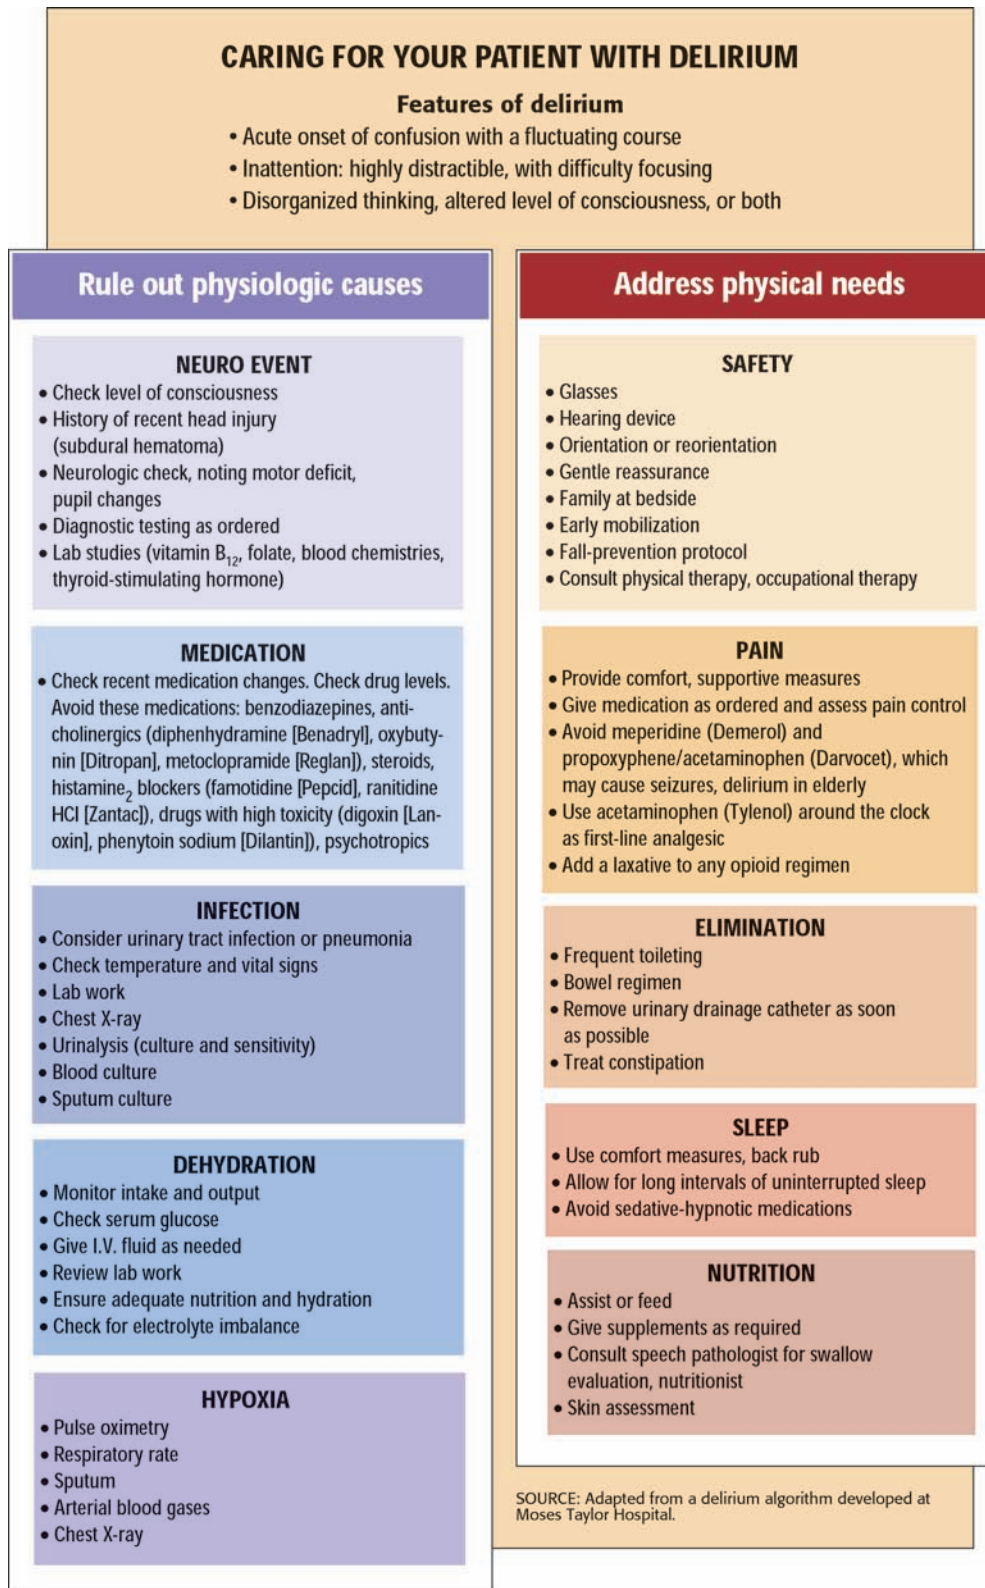 CARING FOR YOUR PATIENT WITH DELIRIUM
Features of delirium
• Acute onset of confusion with a fluctuating course
• Inattention: highly distractible, with difficulty focusing
• Disorganized thinking, altered level of consciousness, or both
Rule out physiologic causes
NEURO EVENT
• Check level of consciousness
• History of recent head injury
(subdural hematoma)
• Neurologic check, noting motor deficit,
pupil changes
• Diagnostic testing as ordered
• Lab studies (vitamin B12, folate, blood chemistries,
thyroid-stimulating hormone)
MEDICATION
• Check recent medication changes. Check drug levels.
Avoid these medications: benzodiazepines, anti-
cholinergics (diphenhydramine [Benadryl], oxybuty-
nin [Ditropan], metoclopramide [Reglan]), steroids,
histamine2 blockers (famotidine [Pepcid], ranitidine
HCl [Zantac]), drugs with high toxicity (digoxin [Lan-
oxin], phenytoin sodium [Dilantin]), psychotropics
INFECTION
• Consider urinary tract infection or pneumonia
• Check temperature and vital signs
• Lab work
• Chest X-ray
• Urinalysis (culture and sensitivity)
• Blood culture
• Sputum culture
DEHYDRATION
• Monitor intake and output
• Check serum glucose
• Give I.V. fluid as needed
• Review lab work
• Ensure adequate nutrition and hydration
• Check for electrolyte imbalance
HYPOXIA
• Pulse oximetry
• Respiratory rate
• Sputum
• Arterial blood gases
• Chest X-ray
Address physical needs
SAFETY
• Glasses
• Hearing device
• Orientation or reorientation
• Gentle reassurance
• Family at bedside
• Early mobilization
• Fall-prevention protocol
• Consult physical therapy, occupational therapy
PAIN
• Provide comfort, supportive measures
• Give medication as ordered and assess pain control
• Avoid meperidine (Demerol) and
propoxyphene/acetaminophen (Darvocet), which
may cause seizures, delirium in elderly
• Use acetaminophen (Tylenol) around the clock
as first-line analgesic
• Add a laxative to any opioid regimen
ELIMINATION
• Frequent toileting
• Bowel regimen
• Remove urinary drainage catheter as soon
as possible
• Treat constipation
SLEEP
• Use comfort measures, back rub
• Allow for long intervals of uninterrupted sleep
• Avoid sedative-hypnotic medications
NUTRITION
• Assist or feed
• Give supplements as required
• Consult speech pathologist for swallow
evaluation, nutritionist
• Skin assessment
SOURCE: Adapted from a delirium algorithm developed at
Moses Taylor Hospital.